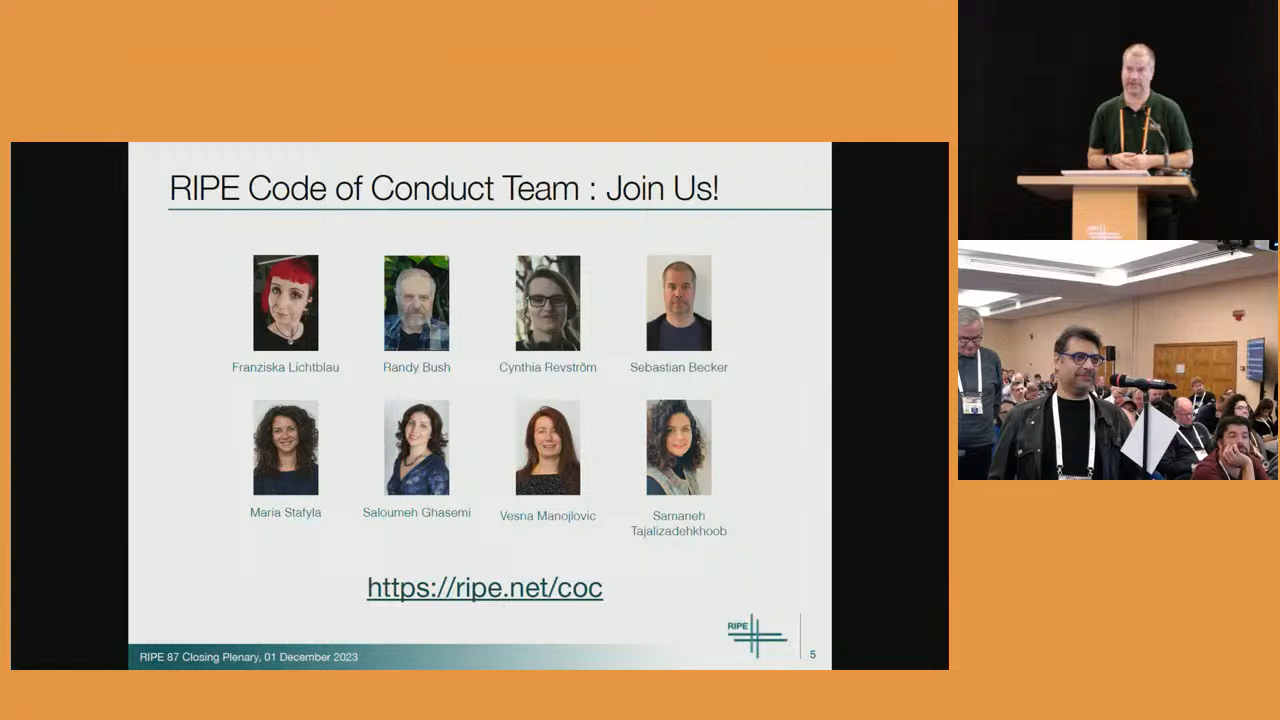 RIPE Code of Conduct Team : Join Us!
Franziska Lichtblau
Randy Bush
Cynthia Revström
Sebastian Becker
Maria Stafyla
Saloumeh Ghasemi
Vesna Manojlovic
Samaneh
Tajalizadehkhoob
https://ripe.net/coc
RIPE
RIPE 87 Closing Plenary, 01 December 2023
5